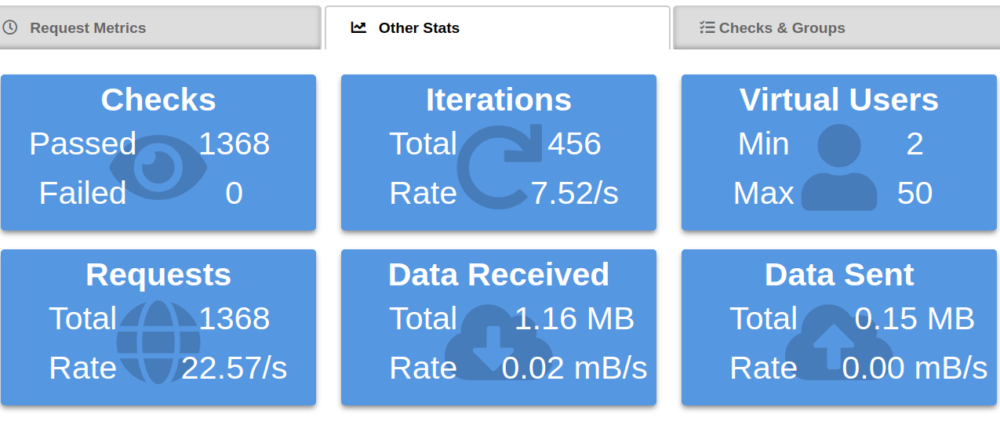 Request Metrics
Other Stats
Checks & Groups
Checks
Passed 1368
Failed 0
Iterations
Total 456
Rate 7.52/s
Virtual Users
Min 2
Max 50
Requests
Total 1368
Rate 22.57/s
Data Received
Total 1.16 MB
Rate 0.02 mB/s
Data Sent
Total 0.15 MB
Rate 0.00 mB/s